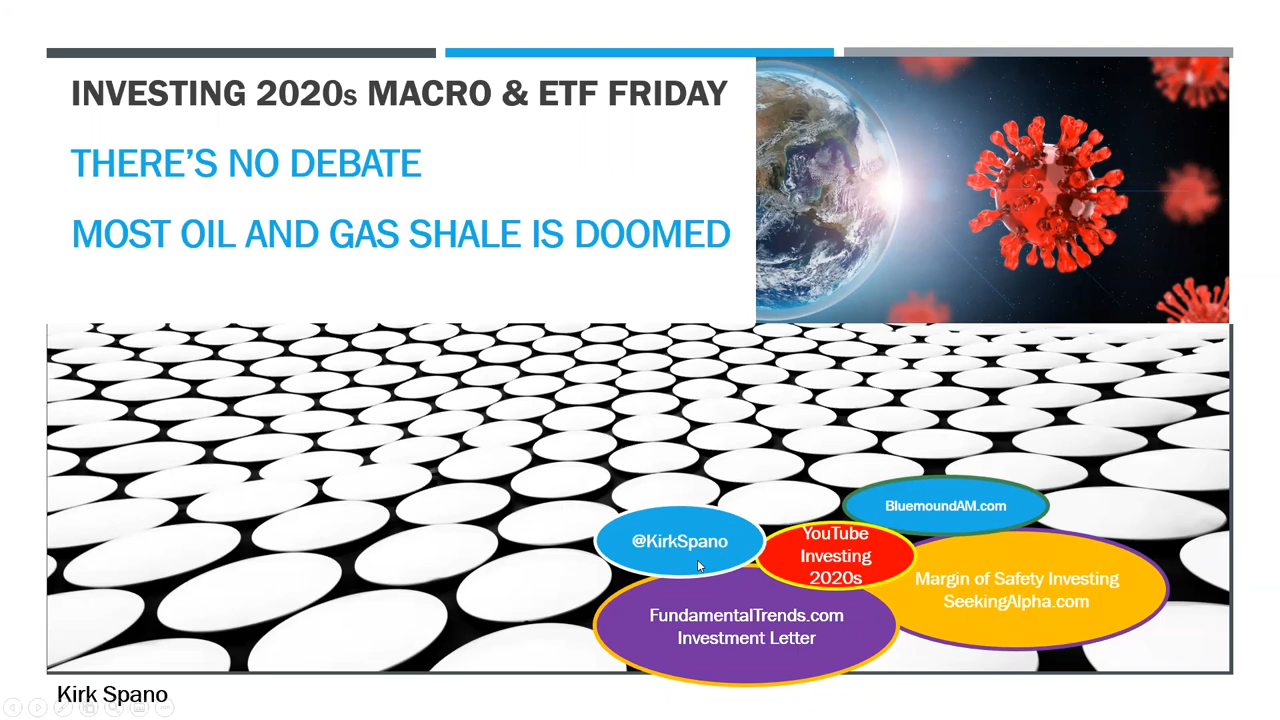 INVESTING 2020s MACRO & ETF FRIDAY
THERE'S NO DEBATE
MOST OIL AND GAS SHALE IS DOOMED
BluemoundAM.com
@KirkSpano
YouTube
Investing
2020s
Margin of Safety Investing
SeekingAlpha.com
FundamentalTrends.com
Investment Letter
Kirk Spano